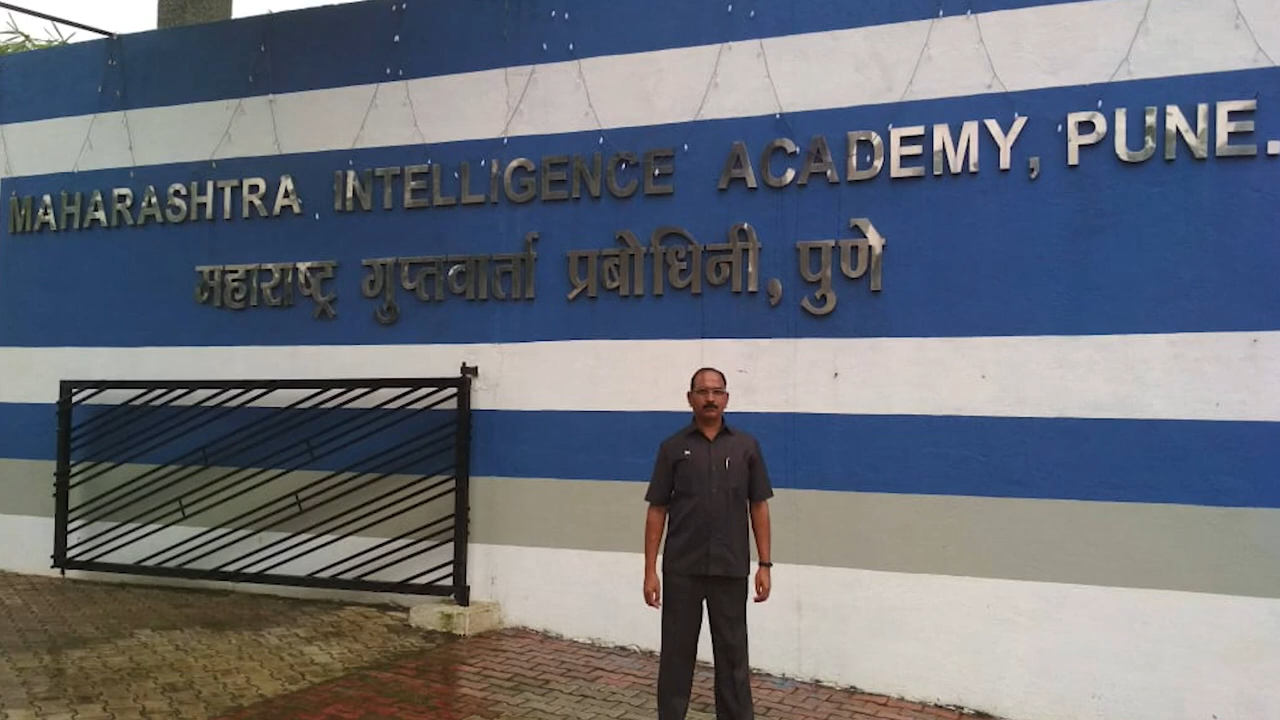 MAHARASHTRA INTELLIGENCE ACADEMY, PUNE.
महाराष्ट्र गुप्तवार्ता प्रबोधिनी, पुणे